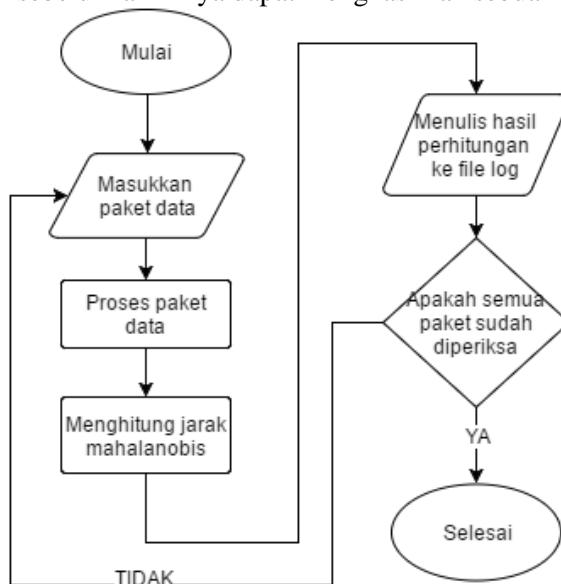 Mulai
Masukkan
paket data
Proses paket
data
Menghitung jarak
mahalanobis
Menulis hasil
perhitungan
ke file log
Apakah semua
paket sudah
diperiksa
YA
Selesai
TIDAK